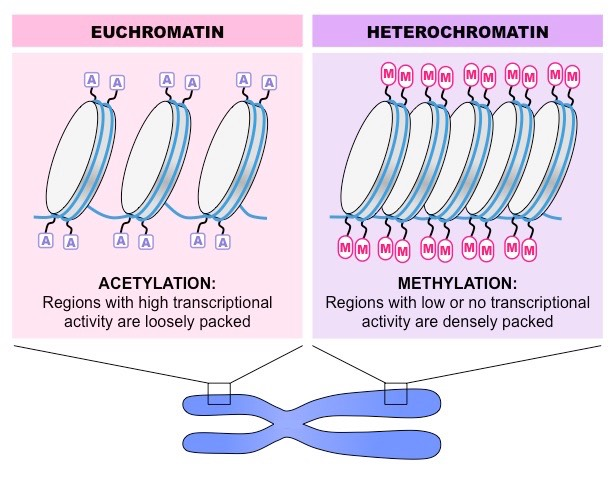 EUCHROMATIN
HETEROCHROMATIN
A A A A A A
M M M M M M M M M M
A A A A A A
M M M M M M M M M M
ACETYLATION:
Regions with high transcriptional
activity are loosely packed
METHYLATION:
Regions with low or no transcriptional
activity are densely packed